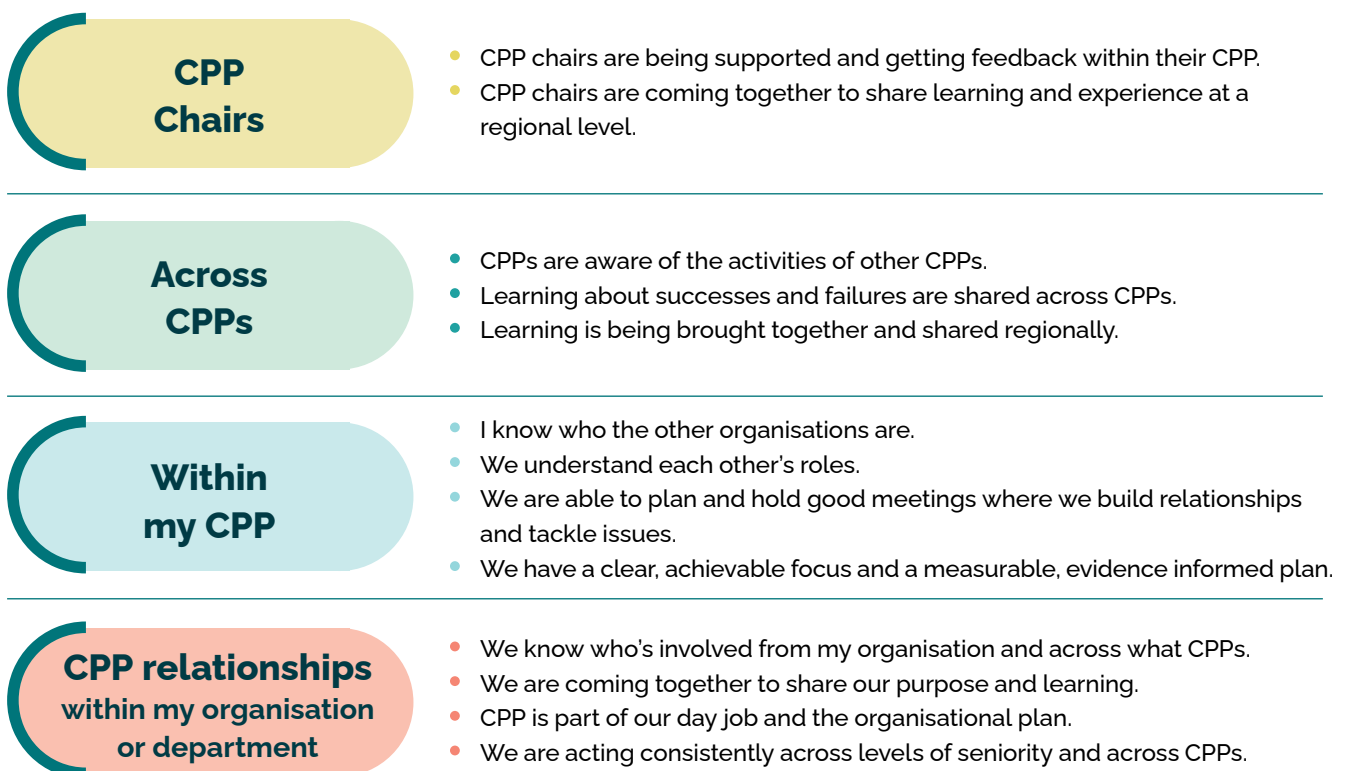 CPP
Chairs
CPP chairs are being supported and getting feedback within their CPP.
CPP chairs are coming together to share learning and experience at a
regional level.
Across
CPPs
CPPs are aware of the activities of other CPPs.
Learning about successes and failures are shared across CPPs.
Learning is being brought together and shared regionally.
Within
my CPP
I know who the other organisations are.
We understand each other’s roles.
We are able to plan and hold good meetings where we build relationships
and tackle issues.
We have a clear, achievable focus and a measurable, evidence informed plan.
CPP relationships
within my organisation
or department
We know who’s involved from my organisation and across what CPPs.
We are coming together to share our purpose and learning.
CPP is part of our day job and the organisational plan.
We are acting consistently across levels of seniority and across CPPs.